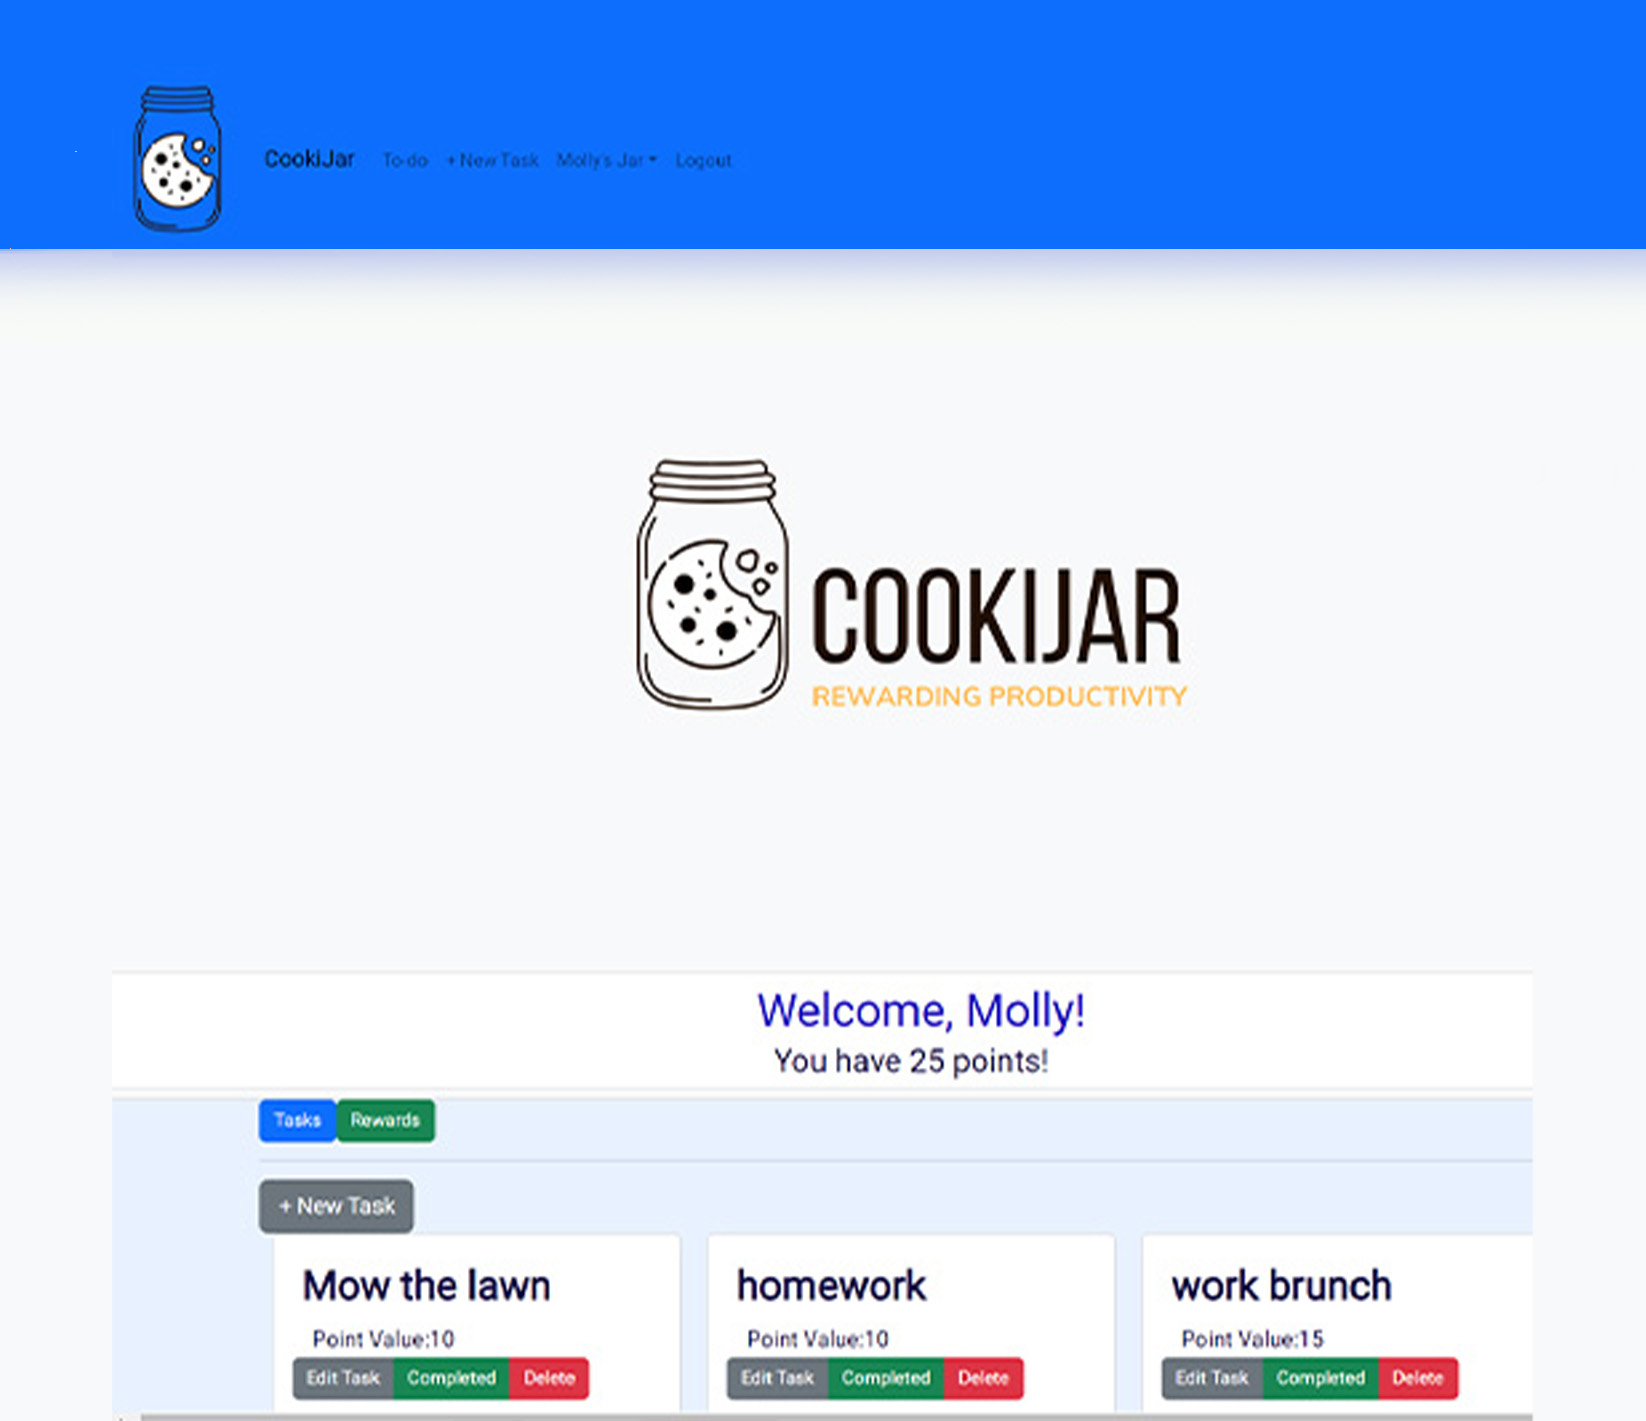 CookiJar To-do + New Task Molly's Jar Logout
COOKIJAR
REWARDING PRODUCTIVITY
Welcome, Molly!
You have 25 points!
Tasks Rewards
+ New Task
Mow the lawn homework work brunch
Point Value:10 Point Value:10 Point Value:15
Edit Task Completed Delete Edit Task Completed Delete Edit Task Completed Delete